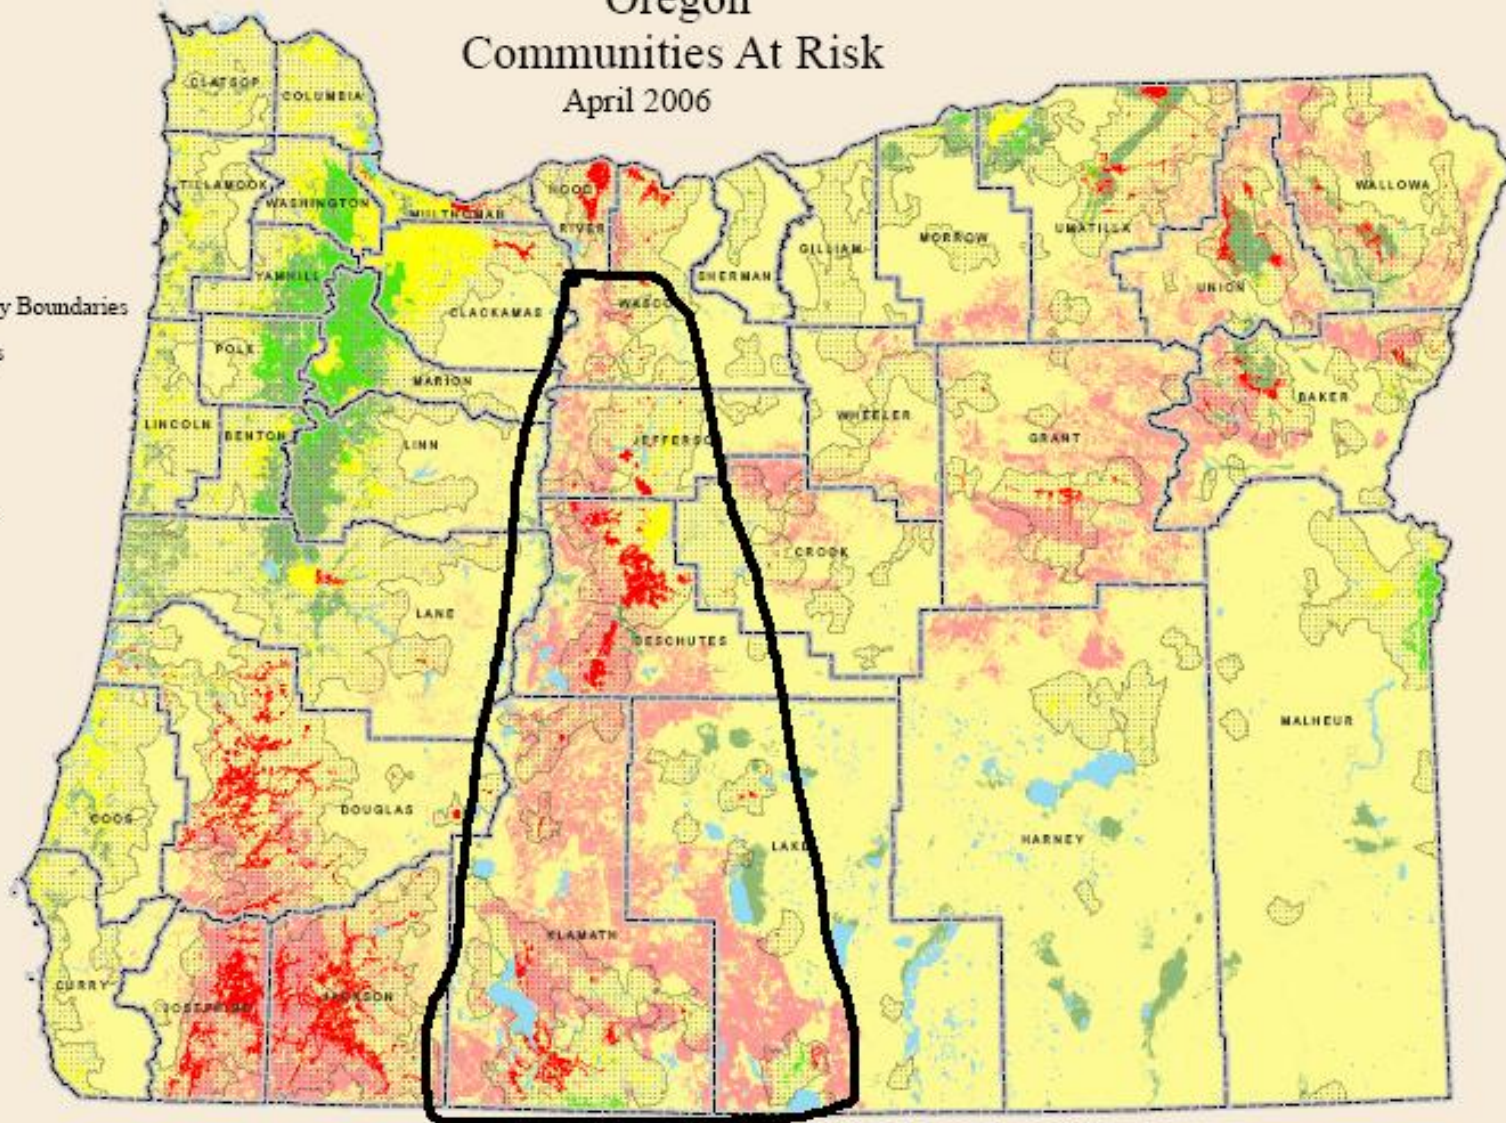 Oregon
Communities At Risk
April 2006
CLATSOP
COLUMBIA
TILLAMOOK
WASHINGTON
MULTNOMAH
HOOD
RIVER
SHERMAN
GILLIAM
MORROW
UMATILLA
WALLOWA
UNION
YAMHILL
y Boundaries
s
CLACKAMAS
WASCO
POLK
MARION
LINCOLN
BENTON
LINN
JEFFERSO
WHEELER
GRANT
BAKER
CROOK
LANE
DESCHUTES
MALHEUR
DOUGLAS
COOS
LAKE
HARNEY
KLAMATH
CURRY
JOSEPHINE
JACKSON